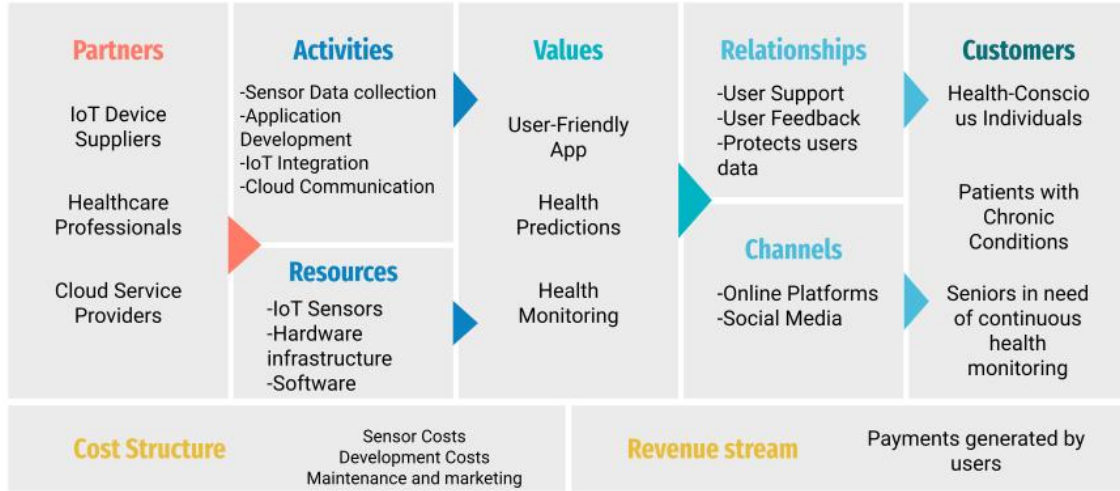 Partners
IoT Device
Suppliers
Healthcare
Professionals
Cloud Service
Providers
Activities
-Sensor Data collection
-Application
Development
-IoT Integration
-Cloud Communication
Resources
-IoT Sensors
-Hardware
infrastructure
-Software
Values
User-Friendly
App
Health
Predictions
Health
Monitoring
Relationships
-User Support
-User Feedback
-Protects users
data
Channels
-Online Platforms
-Social Media
Customers
Health-Conscio
us Individuals
Patients with
Chronic
Conditions
Seniors in need
of continuous
health
monitoring
Cost Structure
Sensor Costs
Development Costs
Maintenance and marketing
Revenue stream
Payments generated by
users